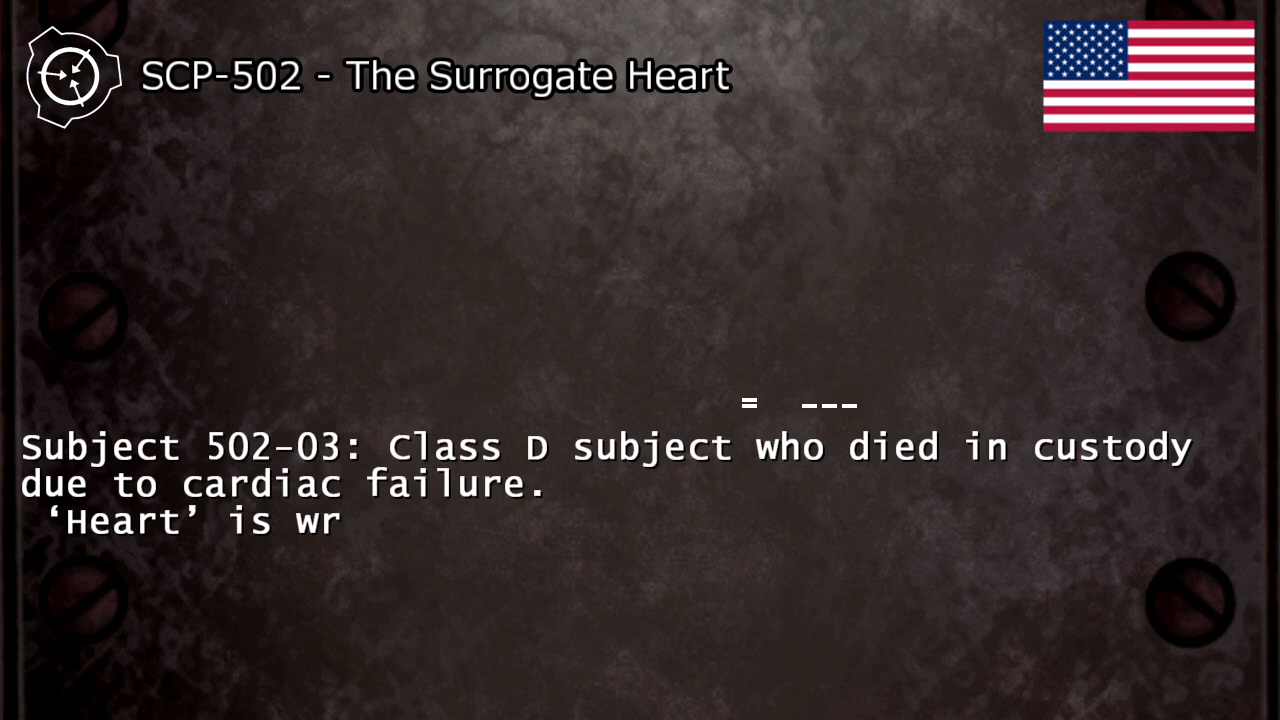 SCP-502 - The Surrogate Heart
= ---
Subject 502-03: Class D subject who died in custody
due to cardiac failure.
‘Heart’ is wr